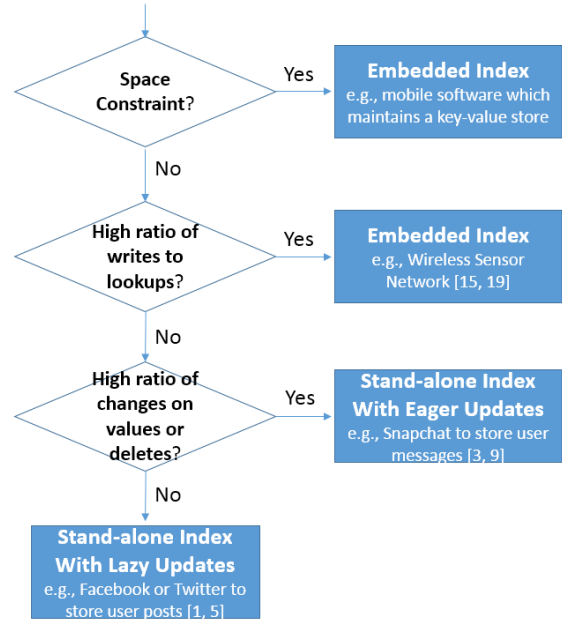 Space
Constraint?
Yes
Embedded Index
e.g., mobile software which
maintains a key-value store
No
High ratio of
writes to
lookups?
Yes
Embedded Index
e.g., Wireless Sensor
Network [15, 19]
No
High ratio of
changes on
values or
deletes?
Yes
Stand-alone Index
With Eager Updates
e.g., Snapchat to store user
messages [3, 9]
No
Stand-alone Index
With Lazy Updates
e.g., Facebook or Twitter to
store user posts [1, 5]